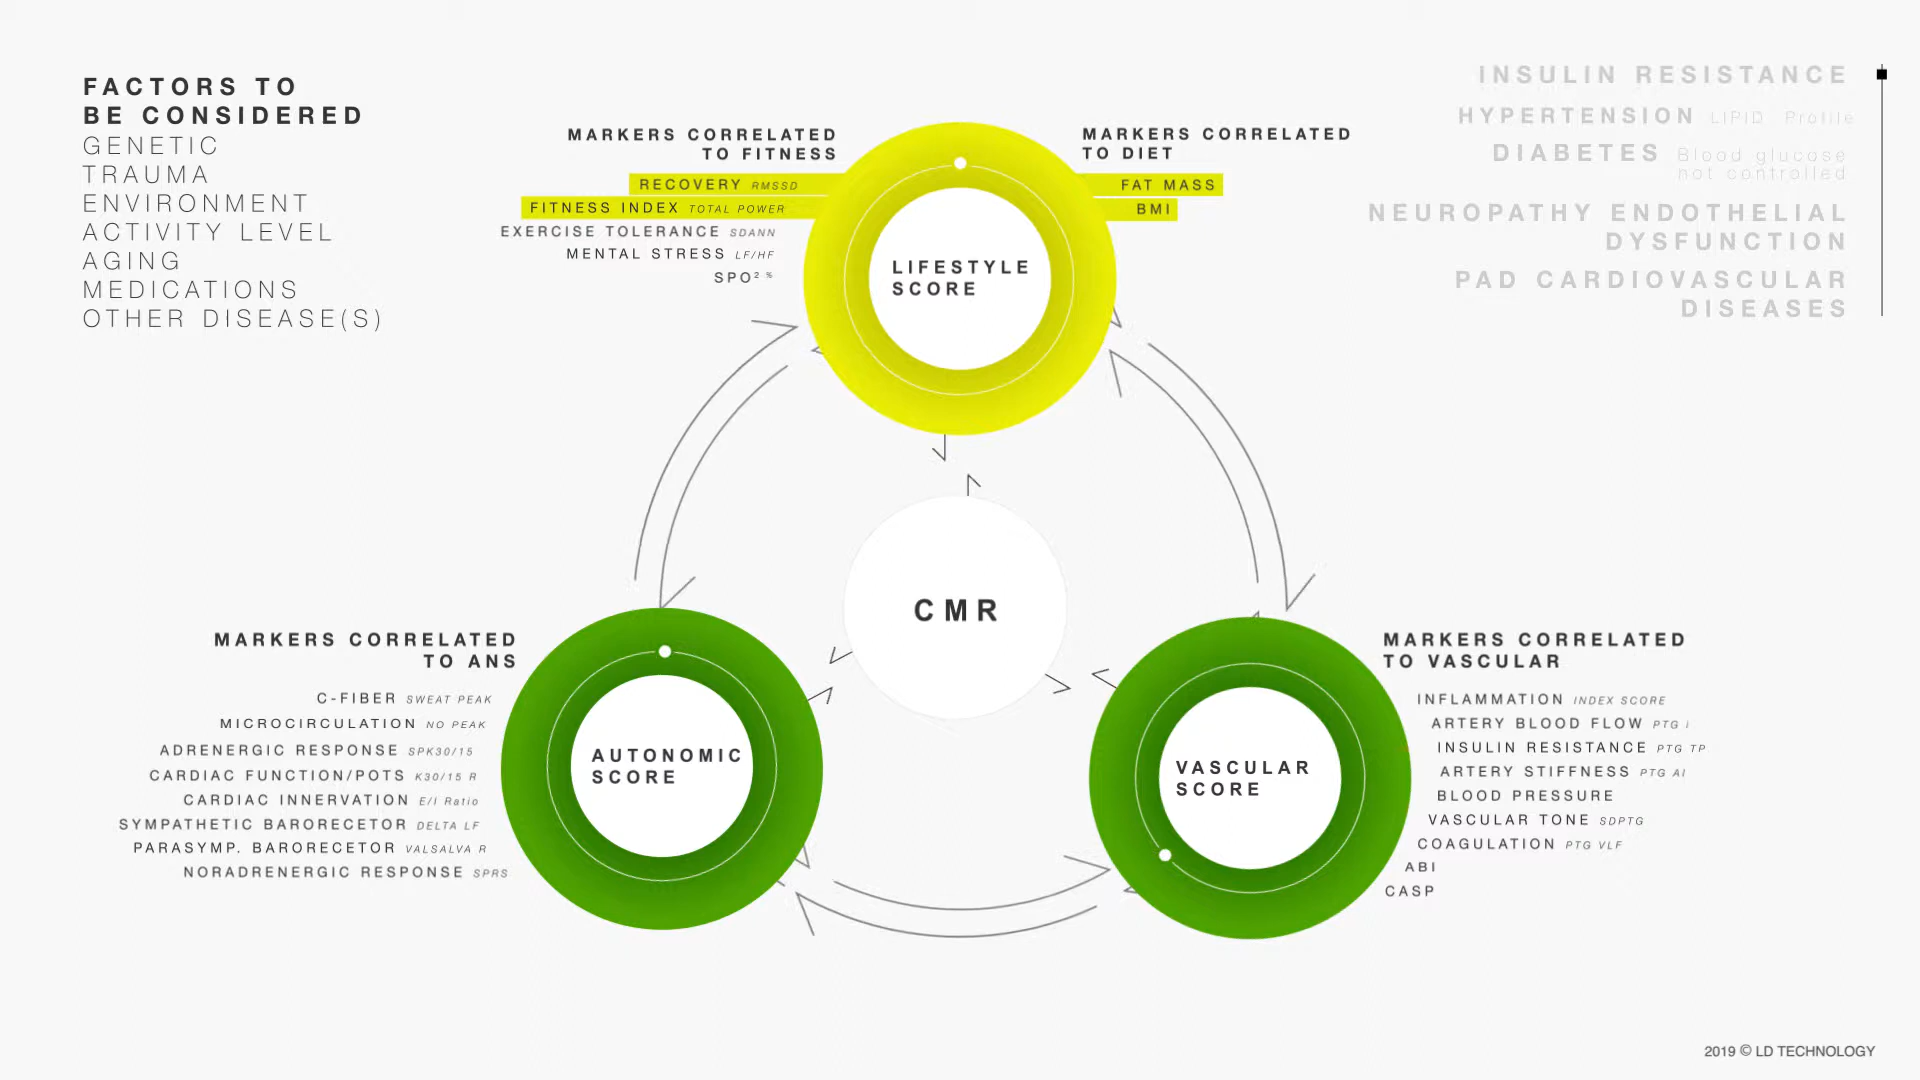 FACTORS TO
BE CONSIDERED
GENETIC
TRAUMA
ENVIRONMENT
ACTIVITY LEVEL
AGING
MEDICATIONS
OTHER DISEASE(S)
MARKERS CORRELATED
TO FITNESS
RECOVERY RMSSD
FITNESS INDEX TOTAL POWER
EXERCISE TOLERANCE SDANN
MENTAL STRESS LF/HF
SPO² %
MARKERS CORRELATED
TO DIET
FAT MASS
BMI
LIFESTYLE
SCORE
INSULIN RESISTANCE
HYPERTENSION LIPID Profile
DIABETES Blood glucose
not controlled
NEUROPATHY ENDOTHELIAL
DYSFUNCTION
PAD CARDIOVASCULAR
DISEASES
CMR
MARKERS CORRELATED
TO ANS
C-FIBER SWEAT PEAK
MICROCIRCULATION NO PEAK
ADRENERGIC RESPONSE SPK30/15
CARDIAC FUNCTION/POTS K30/15 R
CARDIAC INNERVATION E/I Ratio
SYMPATHETIC BARORECETOR DELTA LF
PARASYMP. BARORECETOR VALSALVA R
NORADRENERGIC RESPONSE SPRS
AUTONOMIC
SCORE
VASCULAR
SCORE
MARKERS CORRELATED
TO VASCULAR
INFLAMMATION INDEX SCORE
ARTERY BLOOD FLOW PTG i
INSULIN RESISTANCE PTG TP
ARTERY STIFFNESS PTG AI
BLOOD PRESSURE
VASCULAR TONE SDPTG
COAGULATION PTG VLF
ABI
CASP
2019 © LD TECHNOLOGY